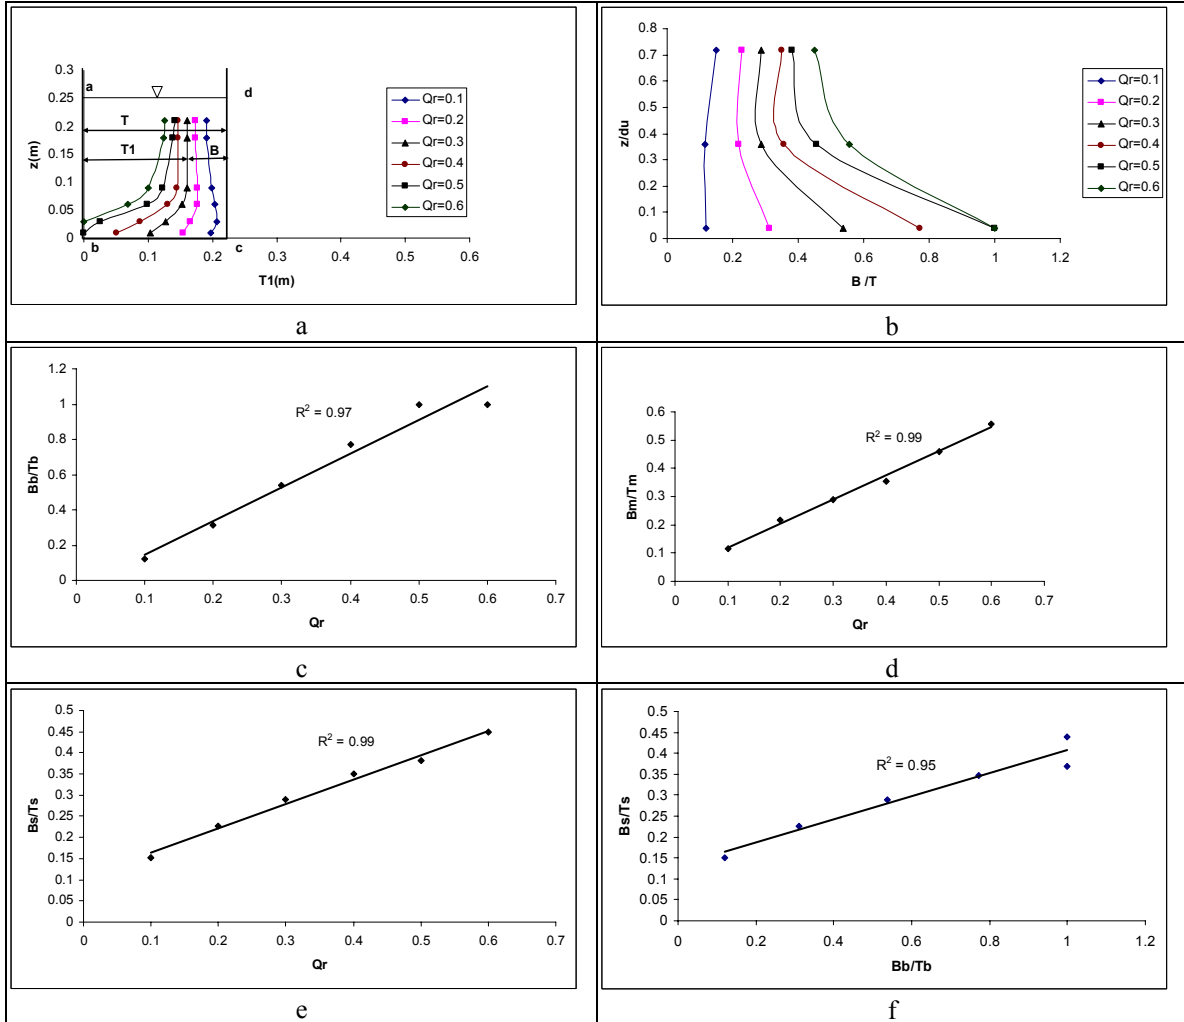 0.3
0.25
0.2
0.15
0.1
0.05
0
z(m)
a
d
T
T1
B
b
c
0 0.1 0.2 0.3 0.4 0.5 0.6
T1(m)
Qr=0.1
Qr=0.2
Qr=0.3
Qr=0.4
Qr=0.5
Qr=0.6
a
0.8
0.7
0.6
0.5
0.4
0.3
0.2
0.1
0
z/du
0 0.2 0.4 0.6 0.8 1 1.2
B /T
Qr=0.1
Qr=0.2
Qr=0.3
Qr=0.4
Qr=0.5
Qr=0.6
b
1.2
1
0.8
0.6
0.4
0.2
0
Bb/Tb
R² = 0.97
0 0.1 0.2 0.3 0.4 0.5 0.6 0.7
Qr
c
0.6
0.5
0.4
0.3
0.2
0.1
0
Bm/Tm
R² = 0.99
0 0.1 0.2 0.3 0.4 0.5 0.6 0.7
Qr
d
0.5
0.45
0.4
0.35
0.3
0.25
0.2
0.15
0.1
0.05
0
Bs/Ts
R² = 0.99
0 0.1 0.2 0.3 0.4 0.5 0.6 0.7
Qr
e
0.5
0.45
0.4
0.35
0.3
0.25
0.2
0.15
0.1
0.05
0
Bs/Ts
R² = 0.95
0 0.2 0.4 0.6 0.8 1 1.2
Bb/Tb
f